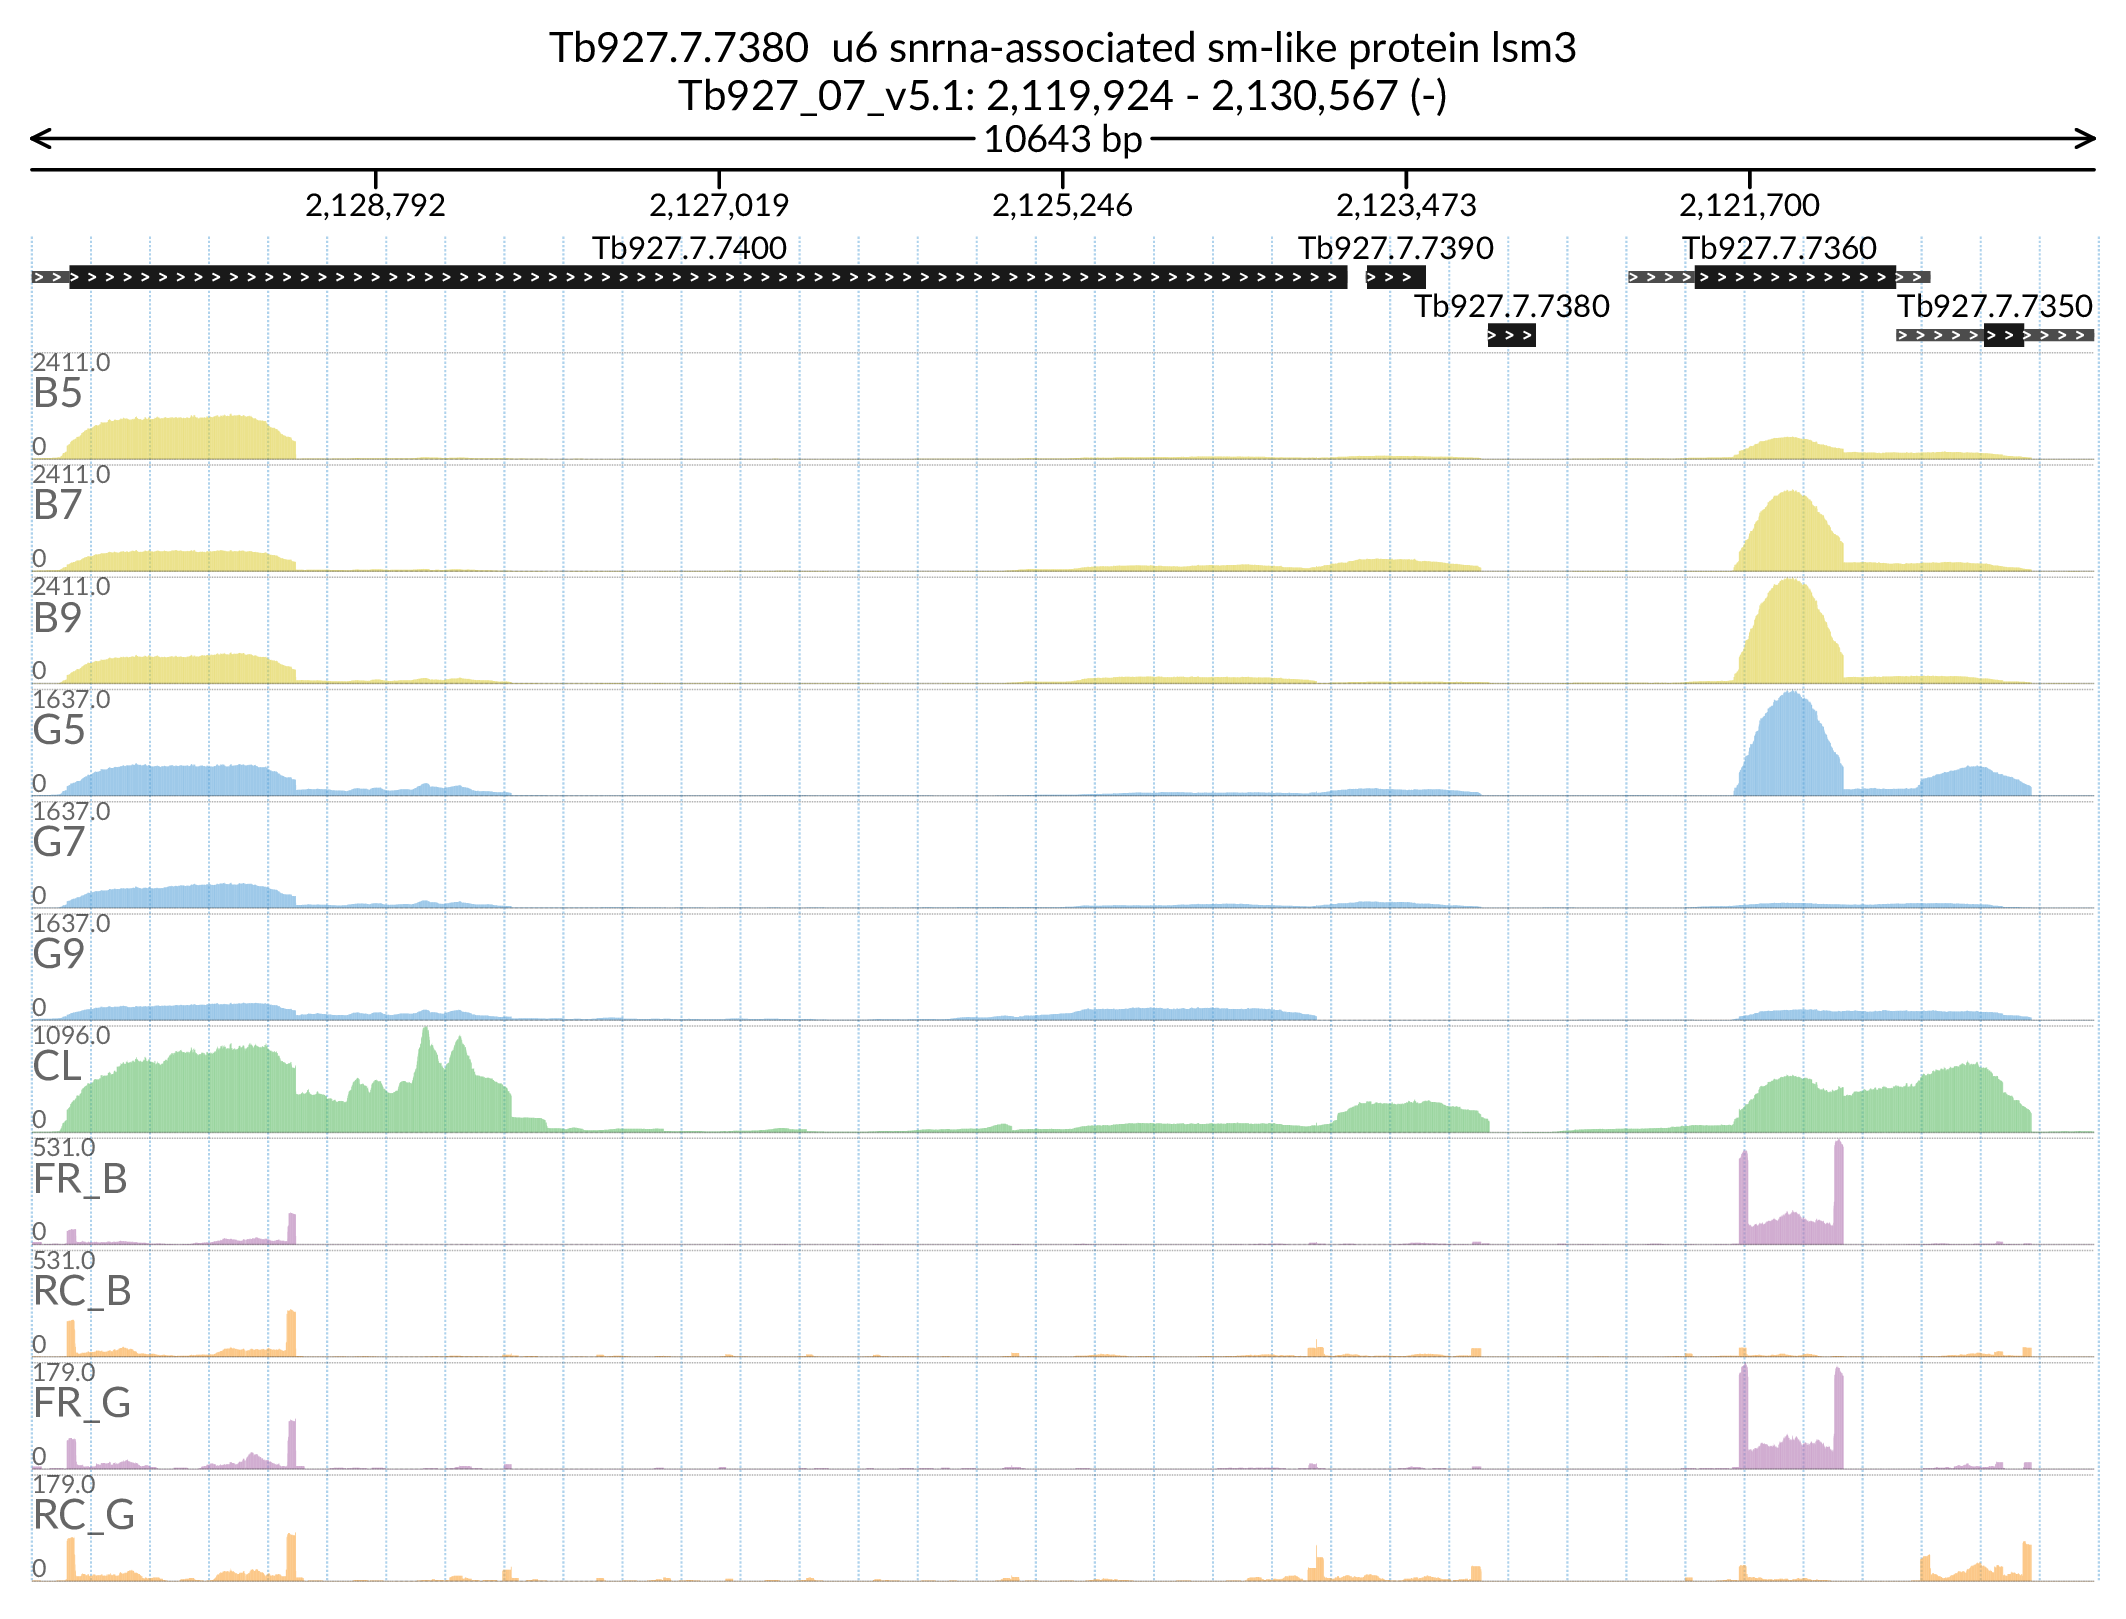 Tb927.7.7380 u6 snrna-associated sm-like protein lsm3
Tb927_07_v5.1: 2,119,924 - 2,130,567 (-)
10643 bp
2,128,792 2,127,019 2,125,246 2,123,473 2,121,700
Tb927.7.7400 Tb927.7.7390 Tb927.7.7360
Tb927.7.7380 Tb927.7.7350
2411.0
B5
0
2411.0
B7
0
2411.0
B9
0
1637.0
G5
0
1637.0
G7
0
1637.0
G9
0
1096.0
CL
0
531.0
FR_B
0
531.0
RC_B
0
179.0
FR_G
0
179.0
RC_G
0